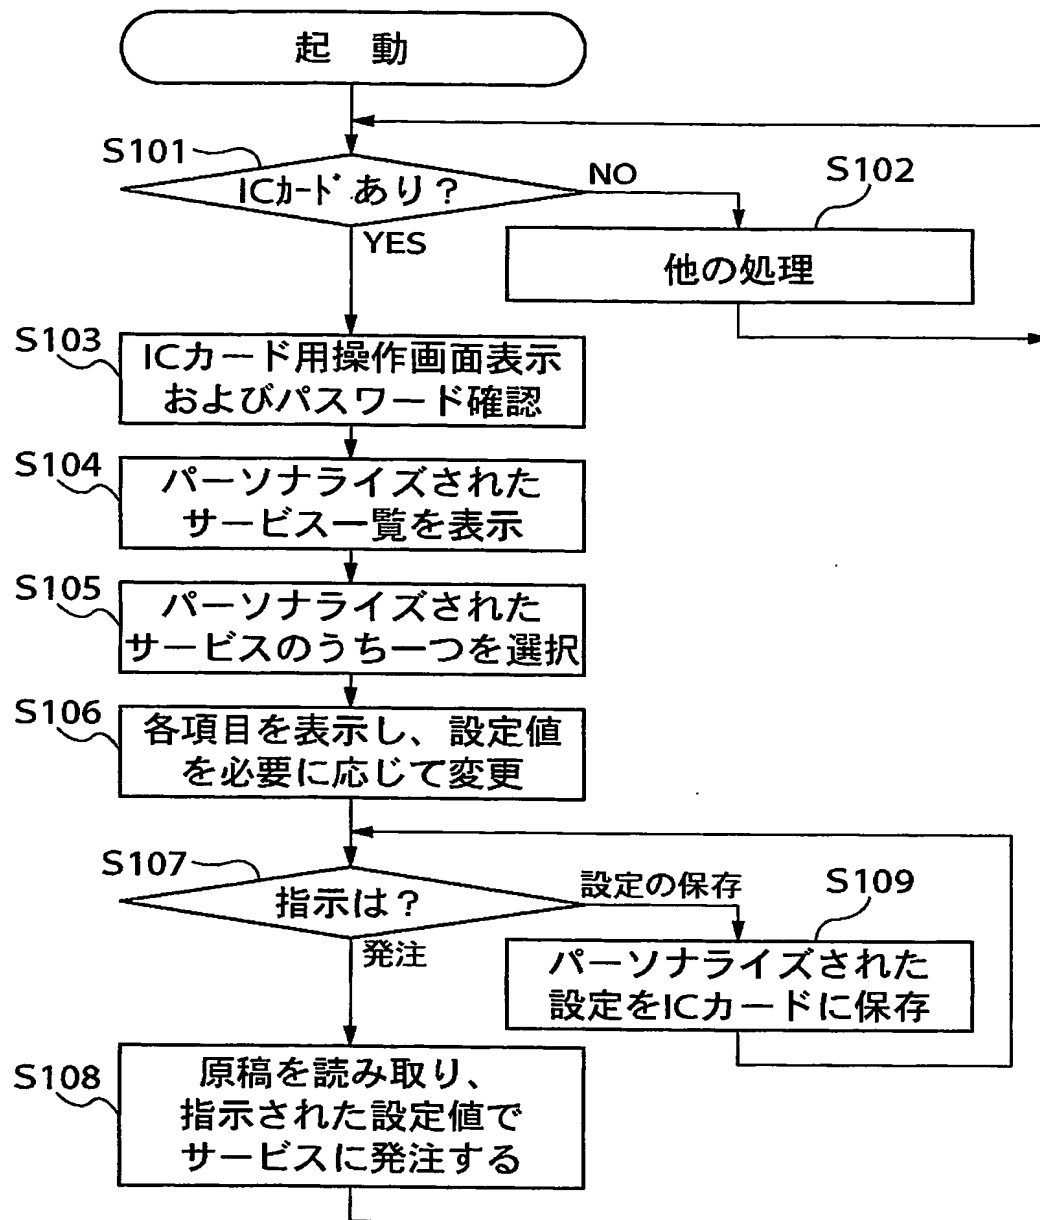 起 動
S101
ICカードあり？
NO
YES
S102
他の処理
S103
ICカード用操作画面表示
およびパスワード確認
S104
パーソナライズされた
サービス一覧を表示
S105
パーソナライズされた
サービスのうち一つを選択
S106
各項目を表示し、設定値
を必要に応じて変更
S107
指示は？
設定の保存
発注
S109
パーソナライズされた
設定をICカードに保存
S108
原稿を読み取り、
指示された設定値で
サービスに発注する